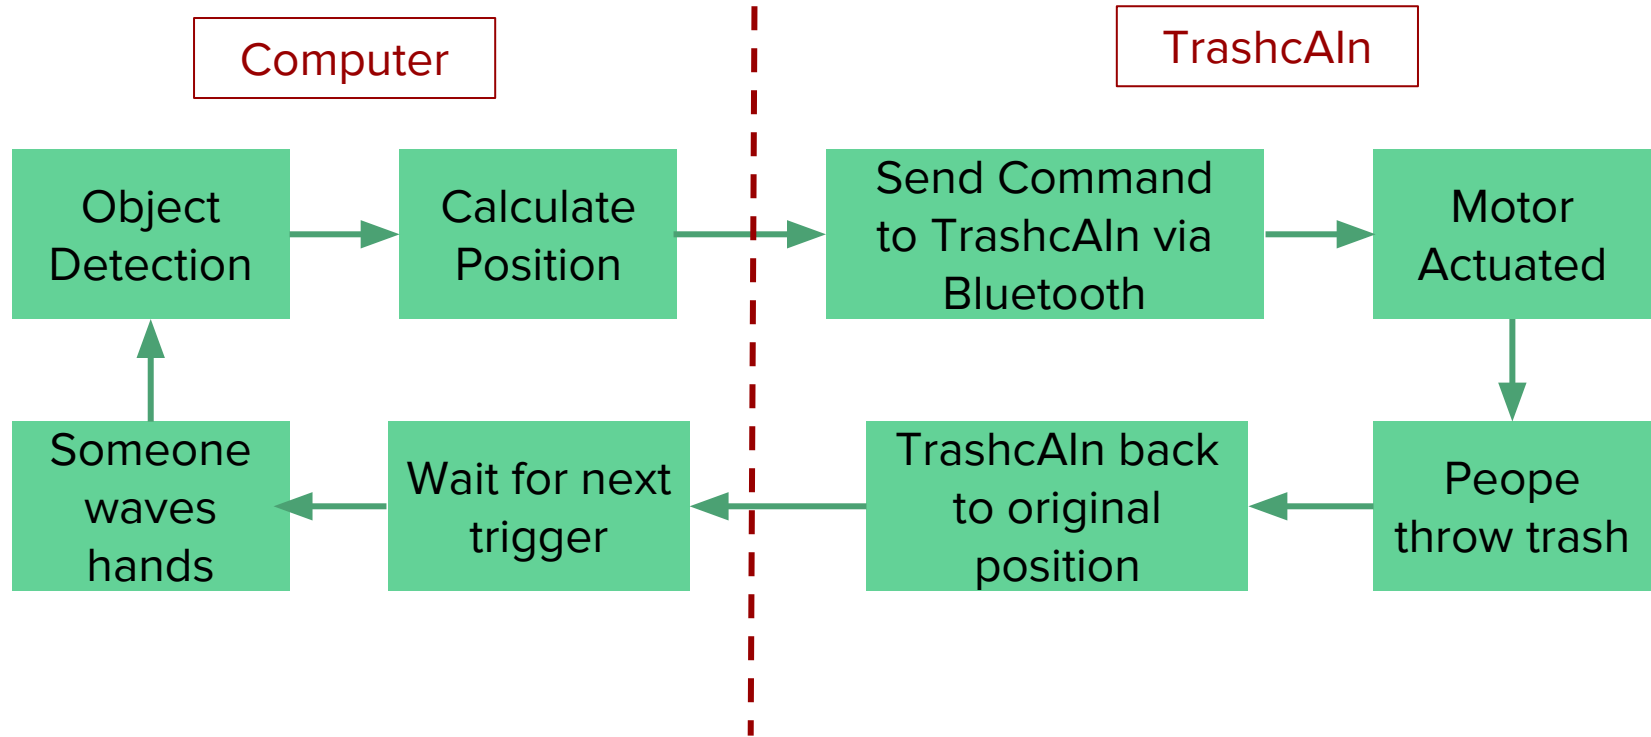 Computer
TrashcAIn
Object
Detection
Calculate
Position
Send Command
to TrashcAIn via
Bluetooth
Motor
Actuated
Someone
waves
hands
Wait for next
trigger
TrashcAIn back
to original
position
Peope
throw trash